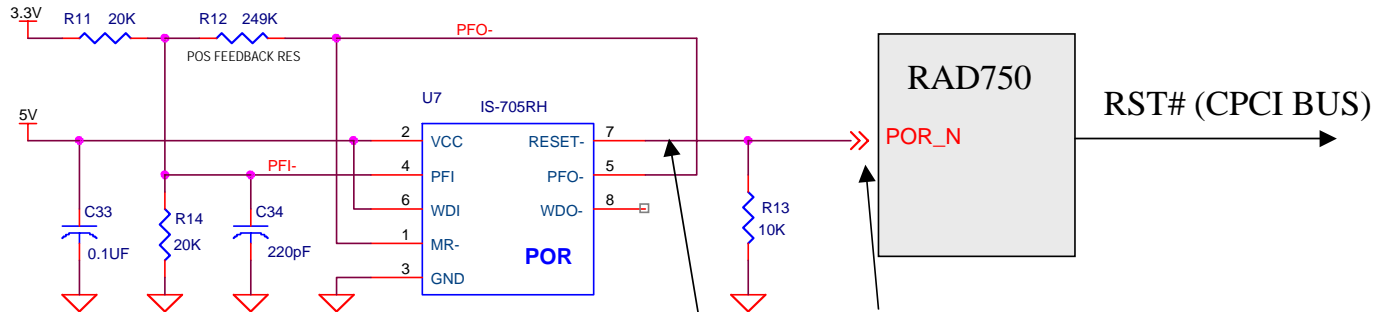 3.3V
R11 20K
R12 249K
PFO-
POS FEEDBACK RES
RAD750
RST# (CPCI BUS)
U7
IS-705RH
5V
2 VCC
RESET- 7
POR_N
PFI-
4 PFI
PFO- 5
6 WDI
WDO- 8
C33
0.1UF
R14
20K
C34
220pF
R13
10K
1 MR-
POR
3 GND